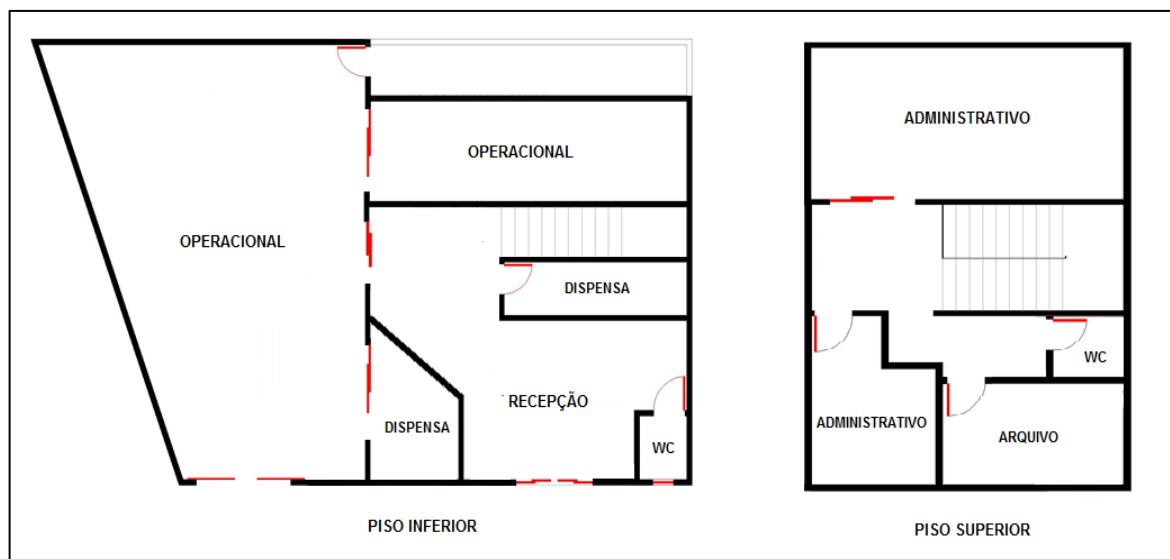 ADMINISTRATIVO
OPERACIONAL
OPERACIONAL
DISPENSA
RECEPÇÃO
DISPENSA
WC
PISO INFERIOR
WC
ADMINISTRATIVO
ARQUIVO
PISO SUPERIOR